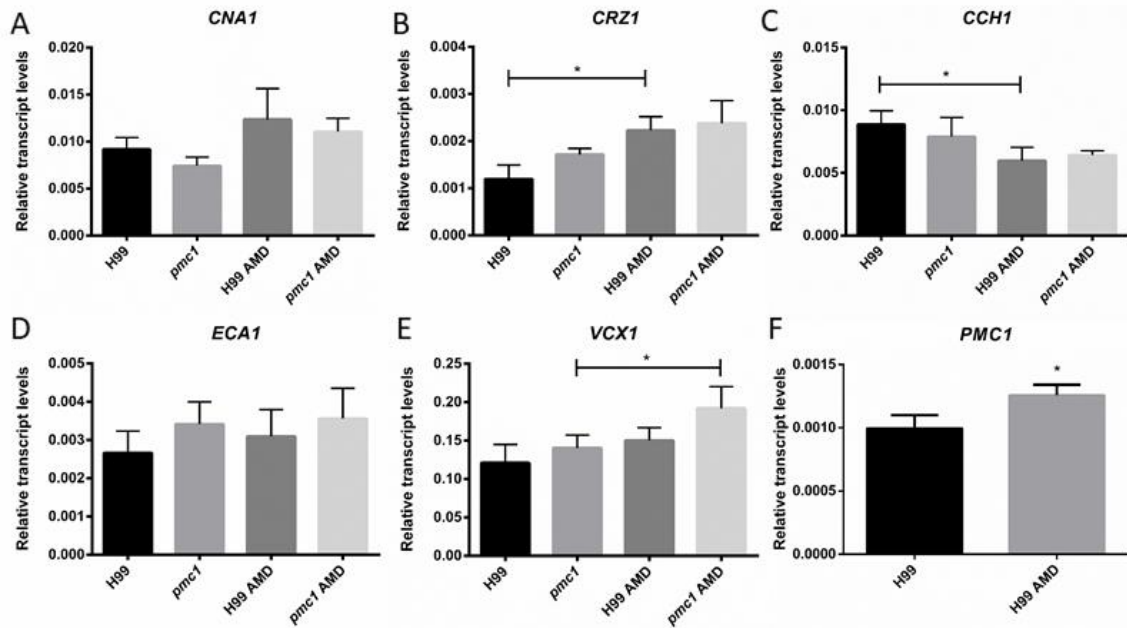 A
CNA1
Relative transcript levels
0.020
0.015
0.010
0.005
0.000
H99
pmc1
H99 AMD
pmc1 AMD
B
CRZ1
Relative transcript levels
0.004
0.003
0.002
0.001
0.000
*
H99
pmc1
H99 AMD
pmc1 AMD
C
CCH1
Relative transcript levels
0.015
0.010
0.005
0.000
*
H99
pmc1
H99 AMD
pmc1 AMD
D
ECA1
Relative transcript levels
0.005
0.004
0.003
0.002
0.001
0.000
H99
pmc1
H99 AMD
pmc1 AMD
E
VCX1
Relative transcript levels
0.25
0.20
0.15
0.10
0.05
0.00
*
H99
pmc1
H99 AMD
pmc1 AMD
F
PMC1
Relative transcript levels
0.0015
0.0010
0.0005
0.0000
*
H99
H99 AMD